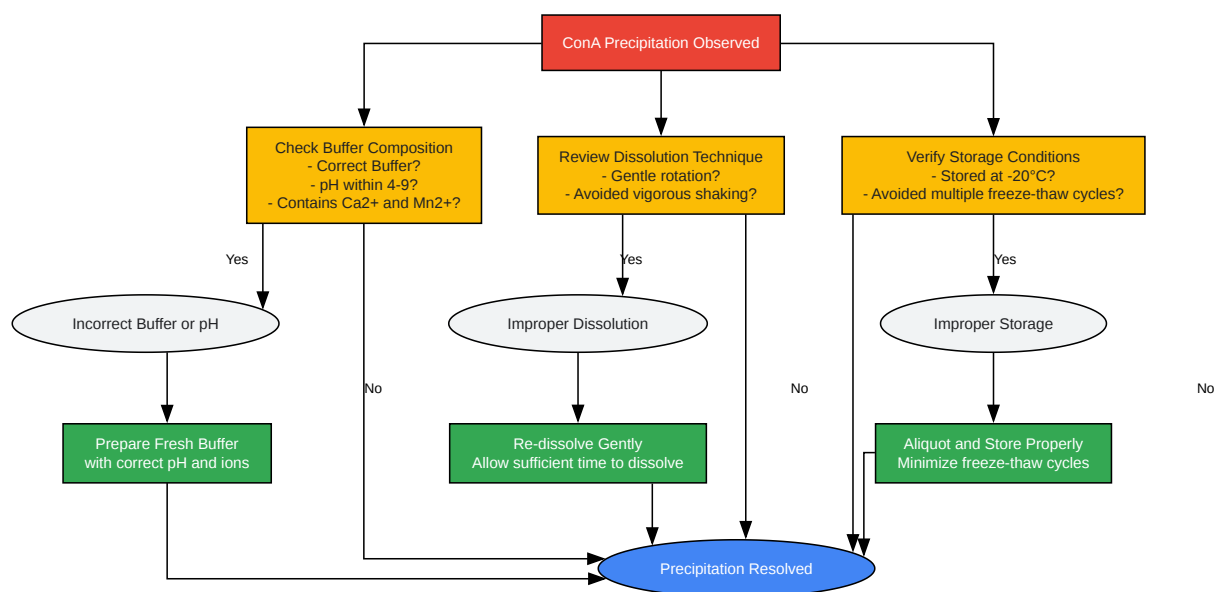 ConA Precipitation Observed
Check Buffer Composition
- Correct Buffer?
- pH within 4-9?
- Contains Ca2+ and Mn2+?
Review Dissolution Technique
- Gentle rotation?
- Avoided vigorous shaking?
Verify Storage Conditions
- Stored at -20°C?
- Avoided multiple freeze-thaw cycles?
Yes
Yes
Yes
Incorrect Buffer or pH
Improper Dissolution
Improper Storage
No
No
No
Prepare Fresh Buffer
with correct pH and ions
Re-dissolve Gently
Allow sufficient time to dissolve
Aliquot and Store Properly
Minimize freeze-thaw cycles
Precipitation Resolved